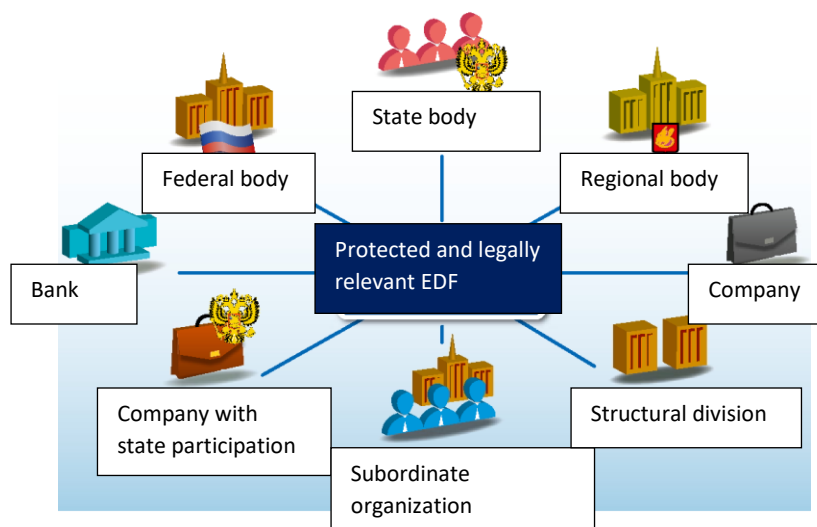 State body
Federal body
Regional body
Protected and legally
relevant EDF
Bank
Company
Company with
state participation
Structural division
Subordinate
organization